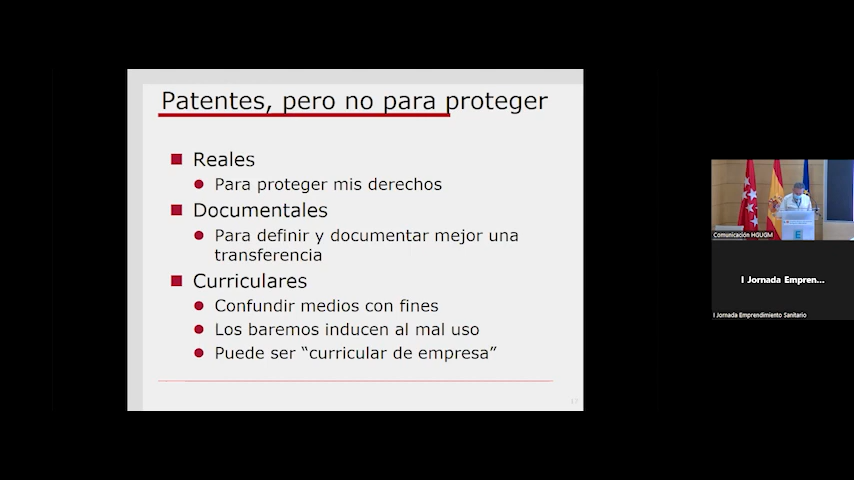 Patentes, pero no para proteger
Reales
Para proteger mis derechos
Documentales
Para definir y documentar mejor una
transferencia
Curriculares
Confundir medios con fines
Los baremos inducen al mal uso
Puede ser “curricular de empresa”
Comunicación HGUGM
I Jornada Empren...
I Jornada Emprendimiento Sanitario